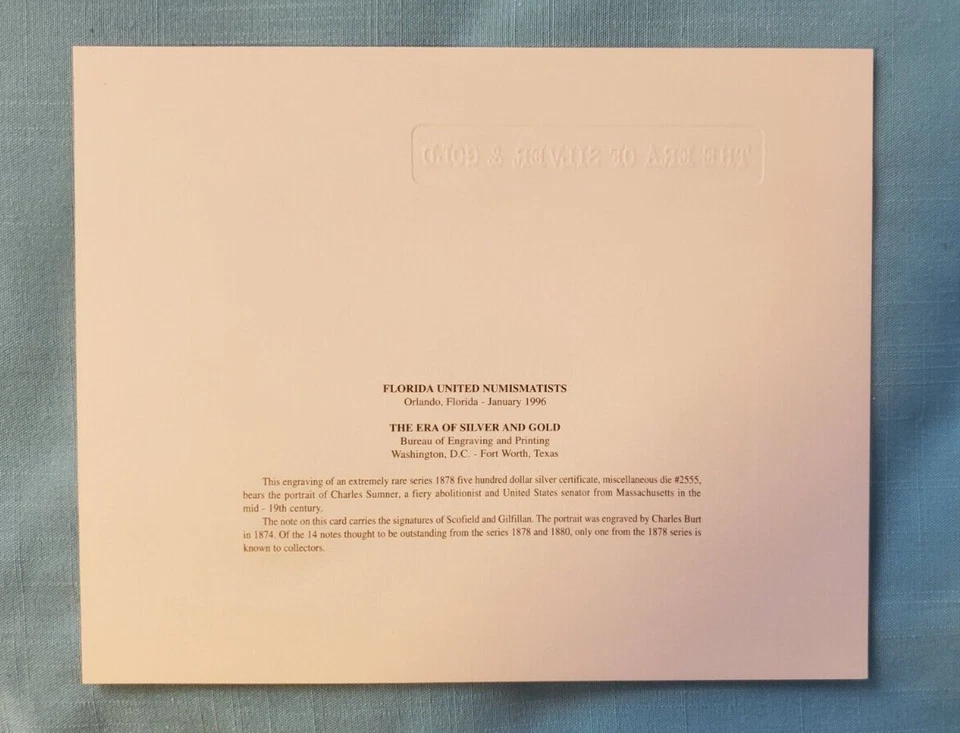 THE ERA OF SILVER & GOLD
FLORIDA UNITED NUMISMATISTS
Orlando, Florida - January 1996
THE ERA OF SILVER AND GOLD
Bureau of Engraving and Printing
Washington, D.C. - Fort Worth, Texas
This engraving of an extremely rare series 1878 five hundred dollar silver certificate, miscellaneous die #2555,
bears the portrait of Charles Sumner, a fiery abolitionist and United States senator from Massachusetts in the
mid - 19th century.
The note on this card carries the signatures of Scofield and Gilfillan. The portrait was engraved by Charles Burt
in 1874. Of the 14 notes thought to be outstanding from the series 1878 and 1880, only one from the 1878 series is
known to collectors.